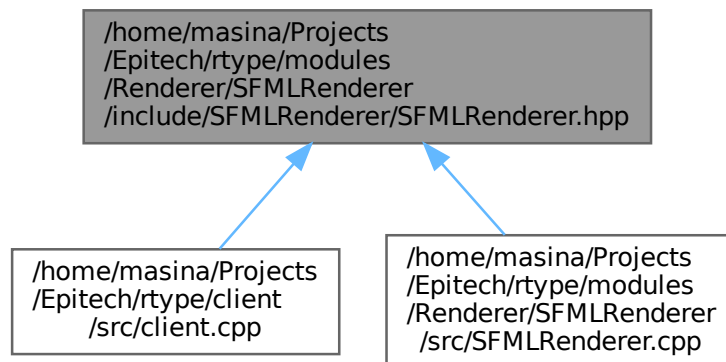 /home/masina/Projects
/Epitech/rtype/modules
/Renderer/SFMLRenderer
/include/SFMLRenderer/SFMLRenderer.hpp
/home/masina/Projects
/Epitech/rtype/client
/src/client.cpp
/home/masina/Projects
/Epitech/rtype/modules
/Renderer/SFMLRenderer
/src/SFMLRenderer.cpp